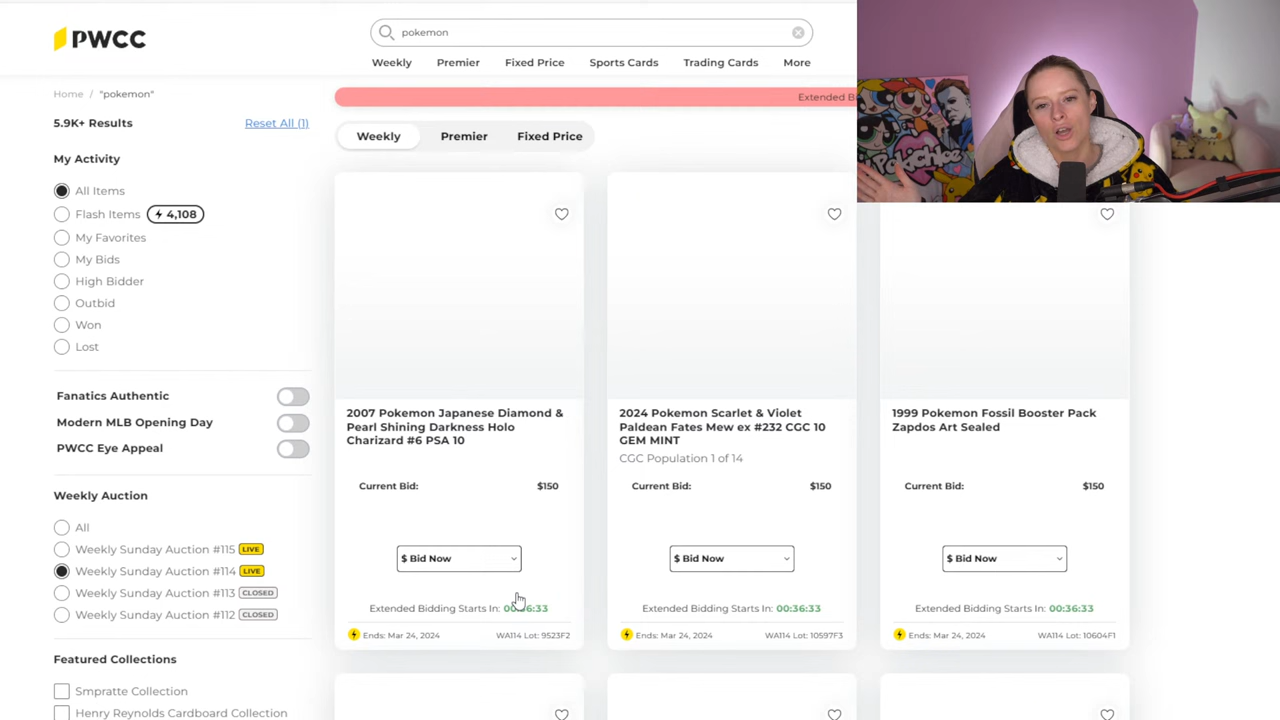 PWCC
pokemon
Weekly
Premier
Fixed Price
Sports Cards
Trading Cards
More
Home / "pokemon"
5.9K+ Results
Reset All (1)
Extended B
My Activity
All Items
Flash Items
4,108
My Favorites
My Bids
High Bidder
Outbid
Won
Lost
Fanatics Authentic
Modern MLB Opening Day
PWCC Eye Appeal
Weekly Auction
All
Weekly Sunday Auction #115 LIVE
Weekly Sunday Auction #114 LIVE
Weekly Sunday Auction #113 CLOSED
Weekly Sunday Auction #112 CLOSED
Featured Collections
Smpratte Collection
Henry Reynolds Cardboard Collection
Weekly
Premier
Fixed Price
2007 Pokemon Japanese Diamond &
Pearl Shining Darkness Holo
Charizard #6 PSA 10
Current Bid: $150
$ Bid Now
Extended Bidding Starts In: 00:36:33
Ends: Mar 24, 2024
WA114 Lot: 9523F2
2024 Pokemon Scarlet & Violet
Paldean Fates Mew ex #232 CGC 10
GEM MINT
CGC Population 1 of 14
Current Bid: $150
$ Bid Now
Extended Bidding Starts In: 00:36:33
Ends: Mar 24, 2024
WA114 Lot: 10597F3
1999 Pokemon Fossil Booster Pack
Zapdos Art Sealed
Current Bid: $150
$ Bid Now
Extended Bidding Starts In: 00:36:33
Ends: Mar 24, 2024
WA114 Lot: 10604F1
Pokichloe